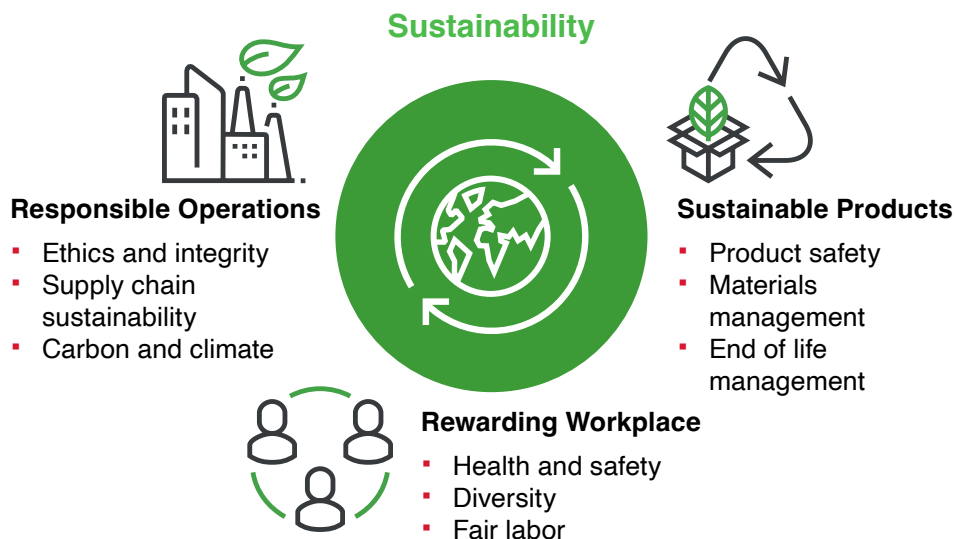 Sustainability
Responsible Operations
▪ Ethics and integrity
▪ Supply chain
sustainability
▪ Carbon and climate
Sustainable Products
▪ Product safety
▪ Materials
management
▪ End of life
management
Rewarding Workplace
▪ Health and safety
▪ Diversity
▪ Fair labor